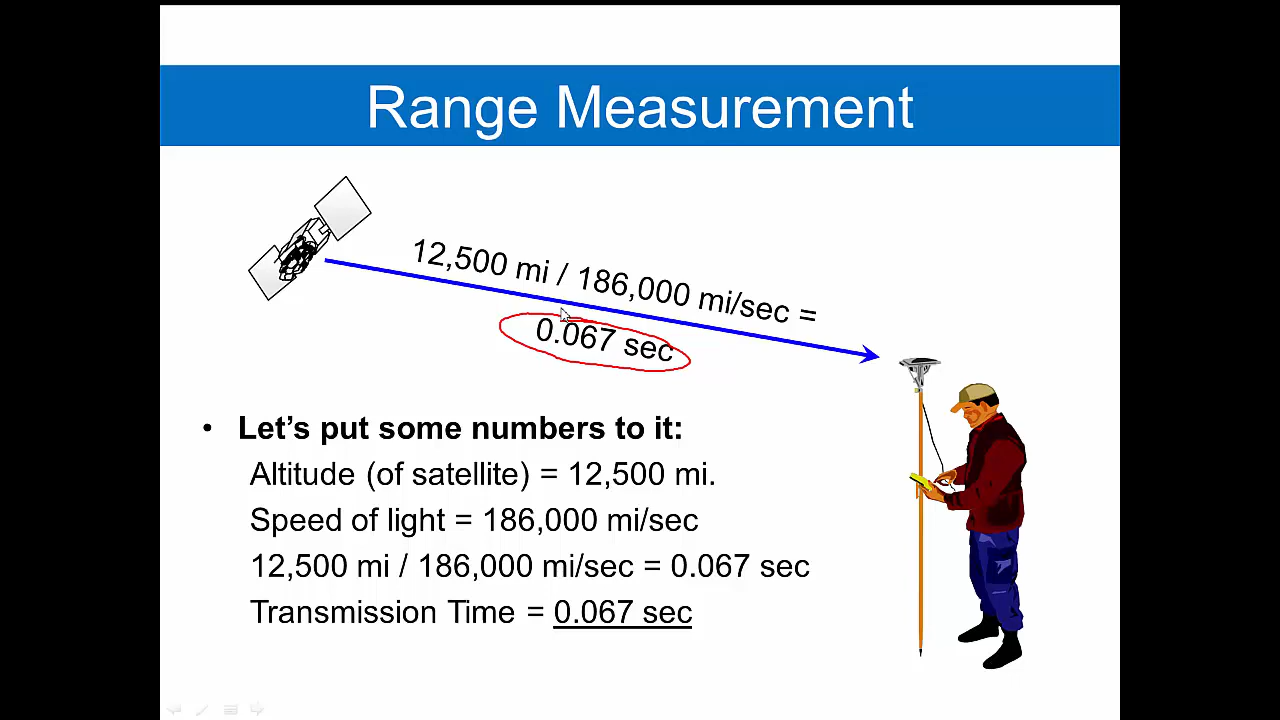 Range Measurement
12,500 mi / 186,000 mi/sec =
0.067 sec
• Let’s put some numbers to it:
Altitude (of satellite) = 12,500 mi.
Speed of light = 186,000 mi/sec
12,500 mi / 186,000 mi/sec = 0.067 sec
Transmission Time = 0.067 sec